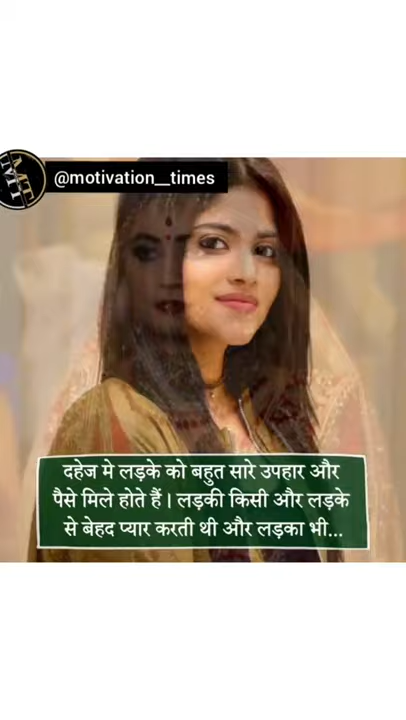 @motivation__times
दहेज मे लड़के को बहुत सारे उपहार और
पैसे मिले होते हैं। लड़की किसी और लड़के
से बेहद प्यार करती थी और लड़का भी...